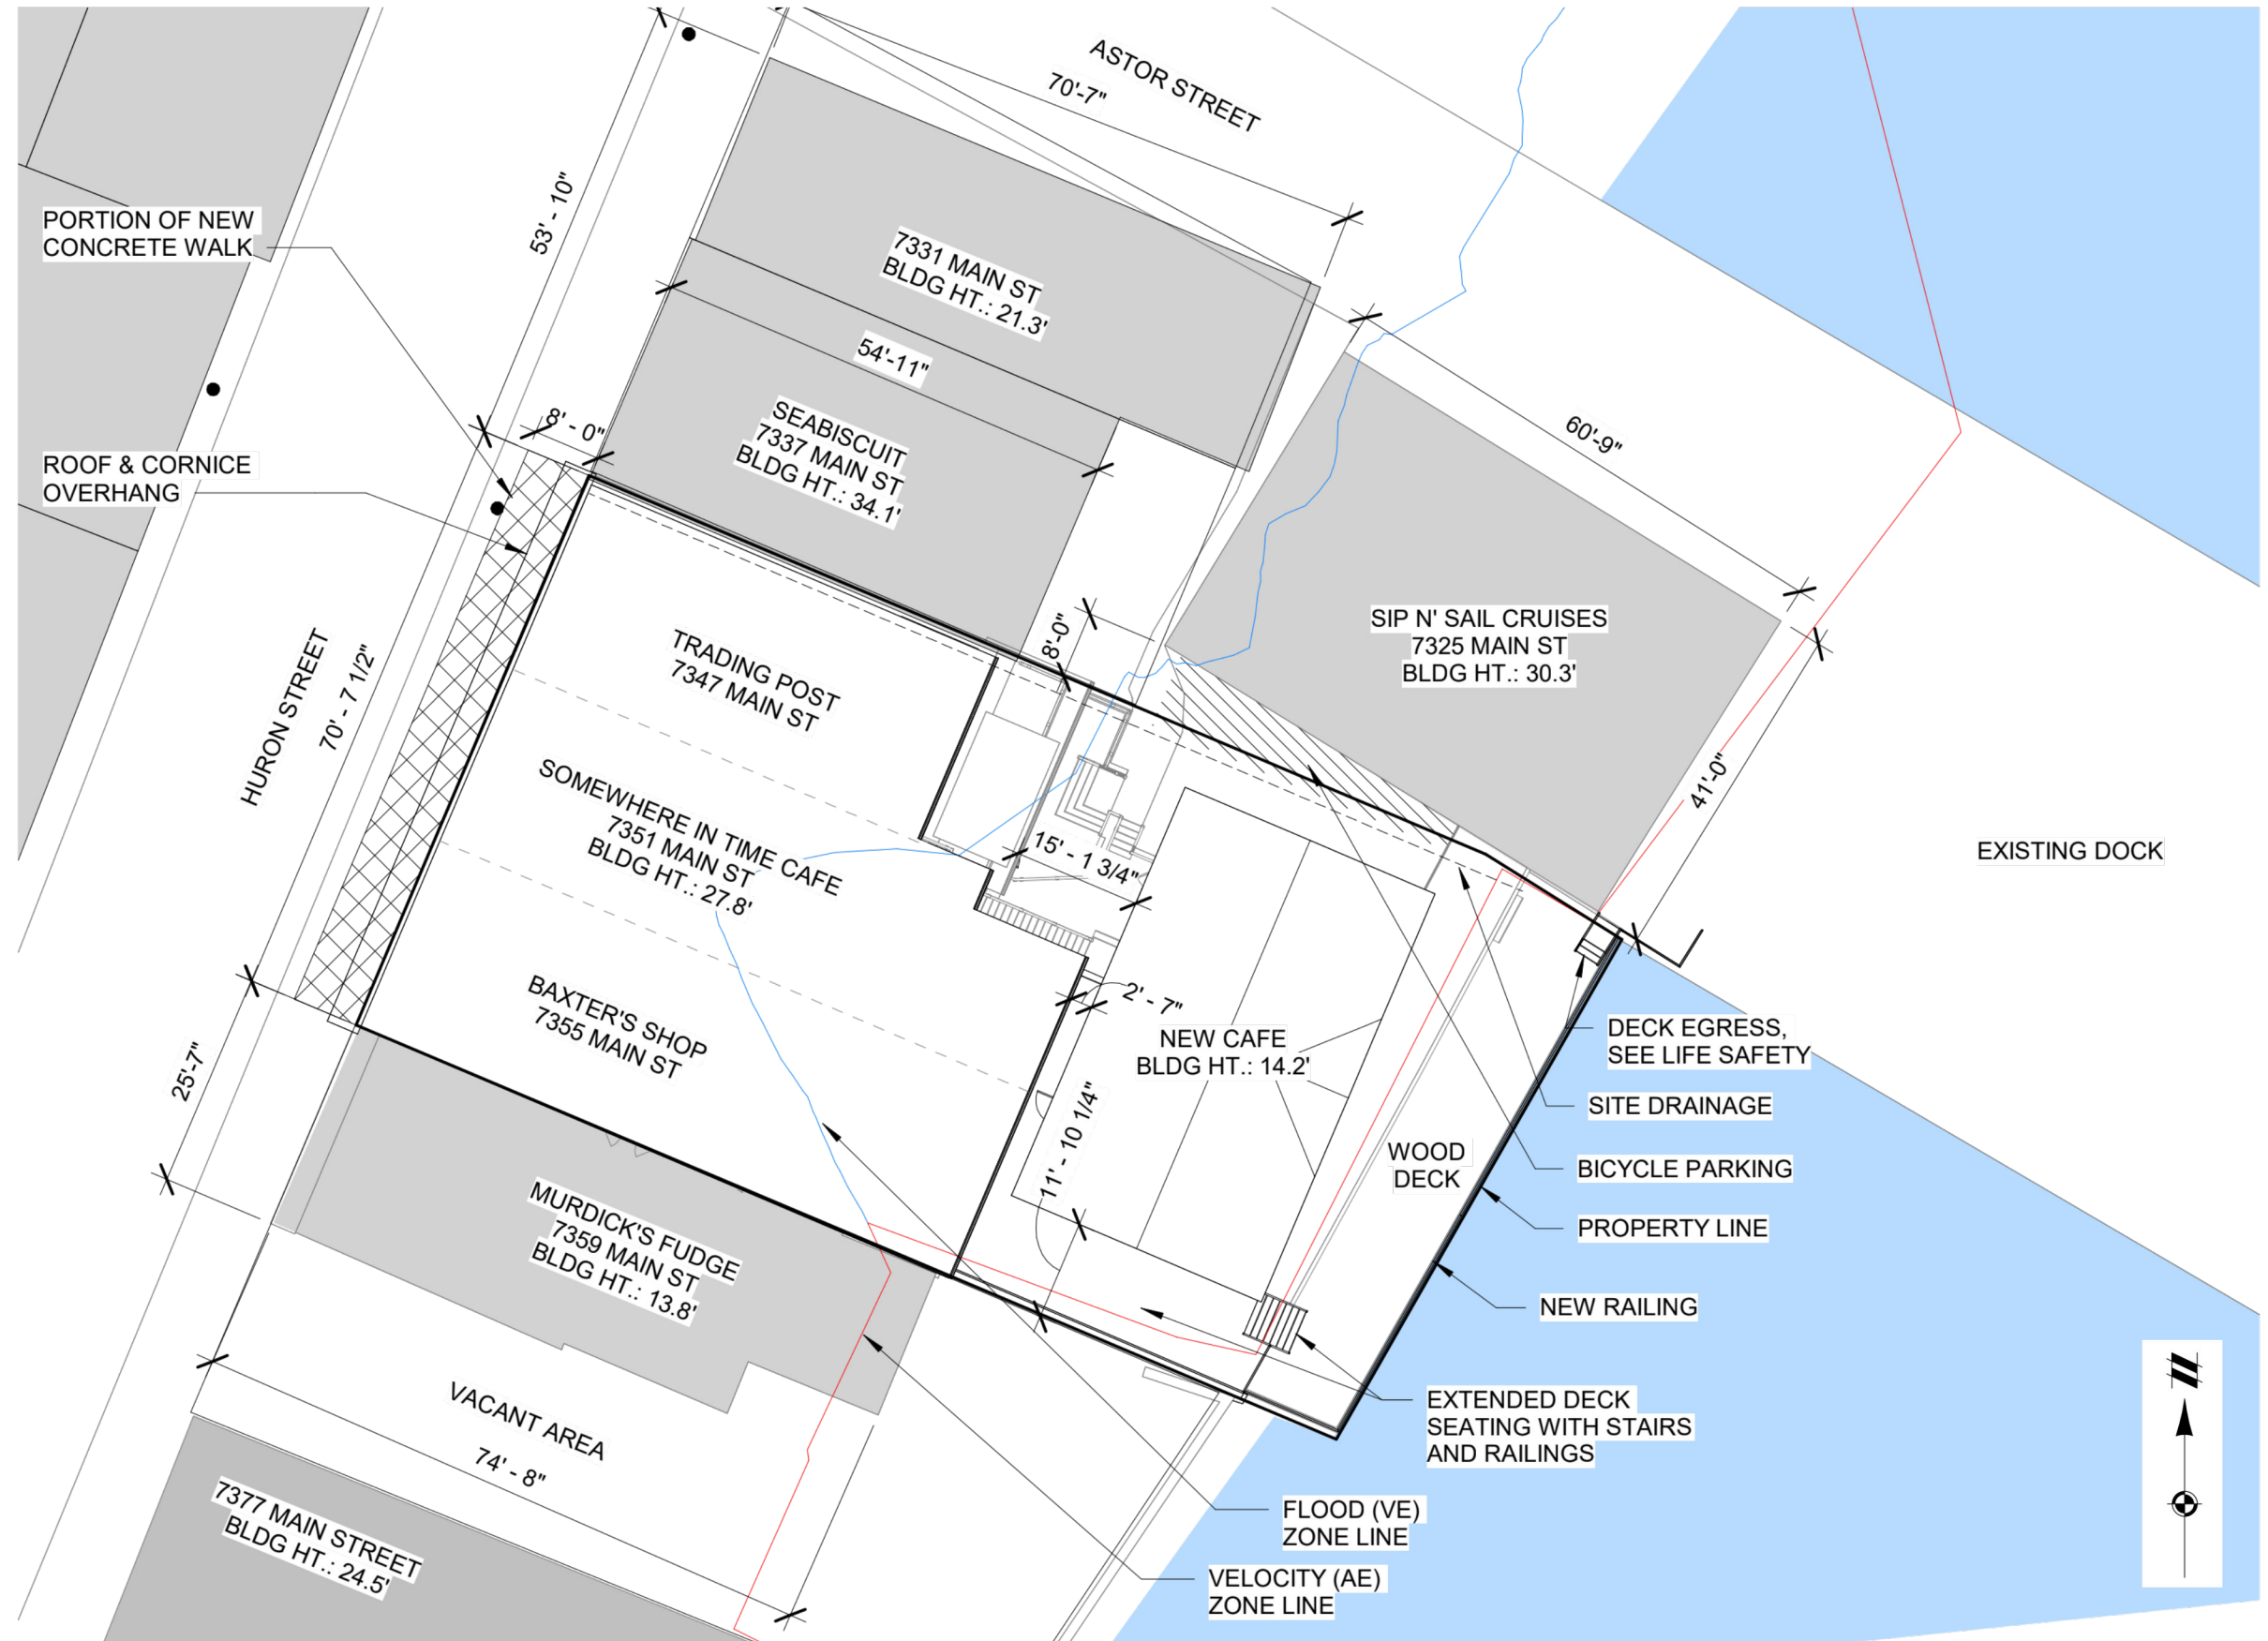 ASTOR STREET
70'-7"
53' - 10"
PORTION OF NEW
CONCRETE WALK
7331 MAIN ST
BLDG HT.: 21.3'
54'-11"
SEABISCUIT
7337 MAIN ST
BLDG HT.: 34.1'
8' - 0"
ROOF & CORNICE
OVERHANG
60'-9"
SIP N' SAIL CRUISES
7325 MAIN ST
BLDG HT.: 30.3'
8'-0"
TRADING POST
7347 MAIN ST
HURON STREET
70' - 7 1/2"
SOMEWHERE IN TIME CAFE
7351 MAIN ST
BLDG HT.: 27.8'
15' - 1 3/4"
41'-0"
EXISTING DOCK
BAXTER'S SHOP
7355 MAIN ST
2' - 7"
NEW CAFE
BLDG HT.: 14.2'
DECK EGRESS,
SEE LIFE SAFETY
25'-7"
11' - 10 1/4"
SITE DRAINAGE
WOOD
DECK
BICYCLE PARKING
PROPERTY LINE
MURDICK'S FUDGE
7359 MAIN ST
BLDG HT.: 13.8'
NEW RAILING
EXTENDED DECK
SEATING WITH STAIRS
AND RAILINGS
VACANT AREA
74' - 8"
7377 MAIN STREET
BLDG HT.: 24.5'
FLOOD (VE)
ZONE LINE
VELOCITY (AE)
ZONE LINE